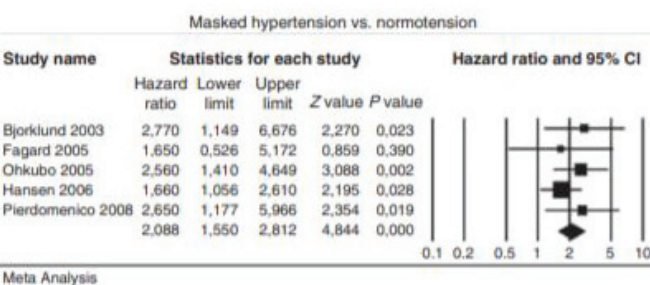 Masked hypertension vs. normotension
Study name Statistics for each study Hazard ratio and 95% CI
Hazard Lower Upper
ratio limit limit Z value P value
Bjorklund 2003 2,770 1,149 6,676 2,270 0,023
Fagard 2005 1,650 0,526 5,172 0,859 0,390
Ohkubo 2005 2,560 1,410 4,649 3,088 0,002
Hansen 2006 1,660 1,056 2,610 2,195 0,028
Pierdomenico 2008 2,650 1,177 5,966 2,354 0,019
2,088 1,550 2,812 4,844 0,000
0.1 0.2 0.5 1 2 5 10
Meta Analysis